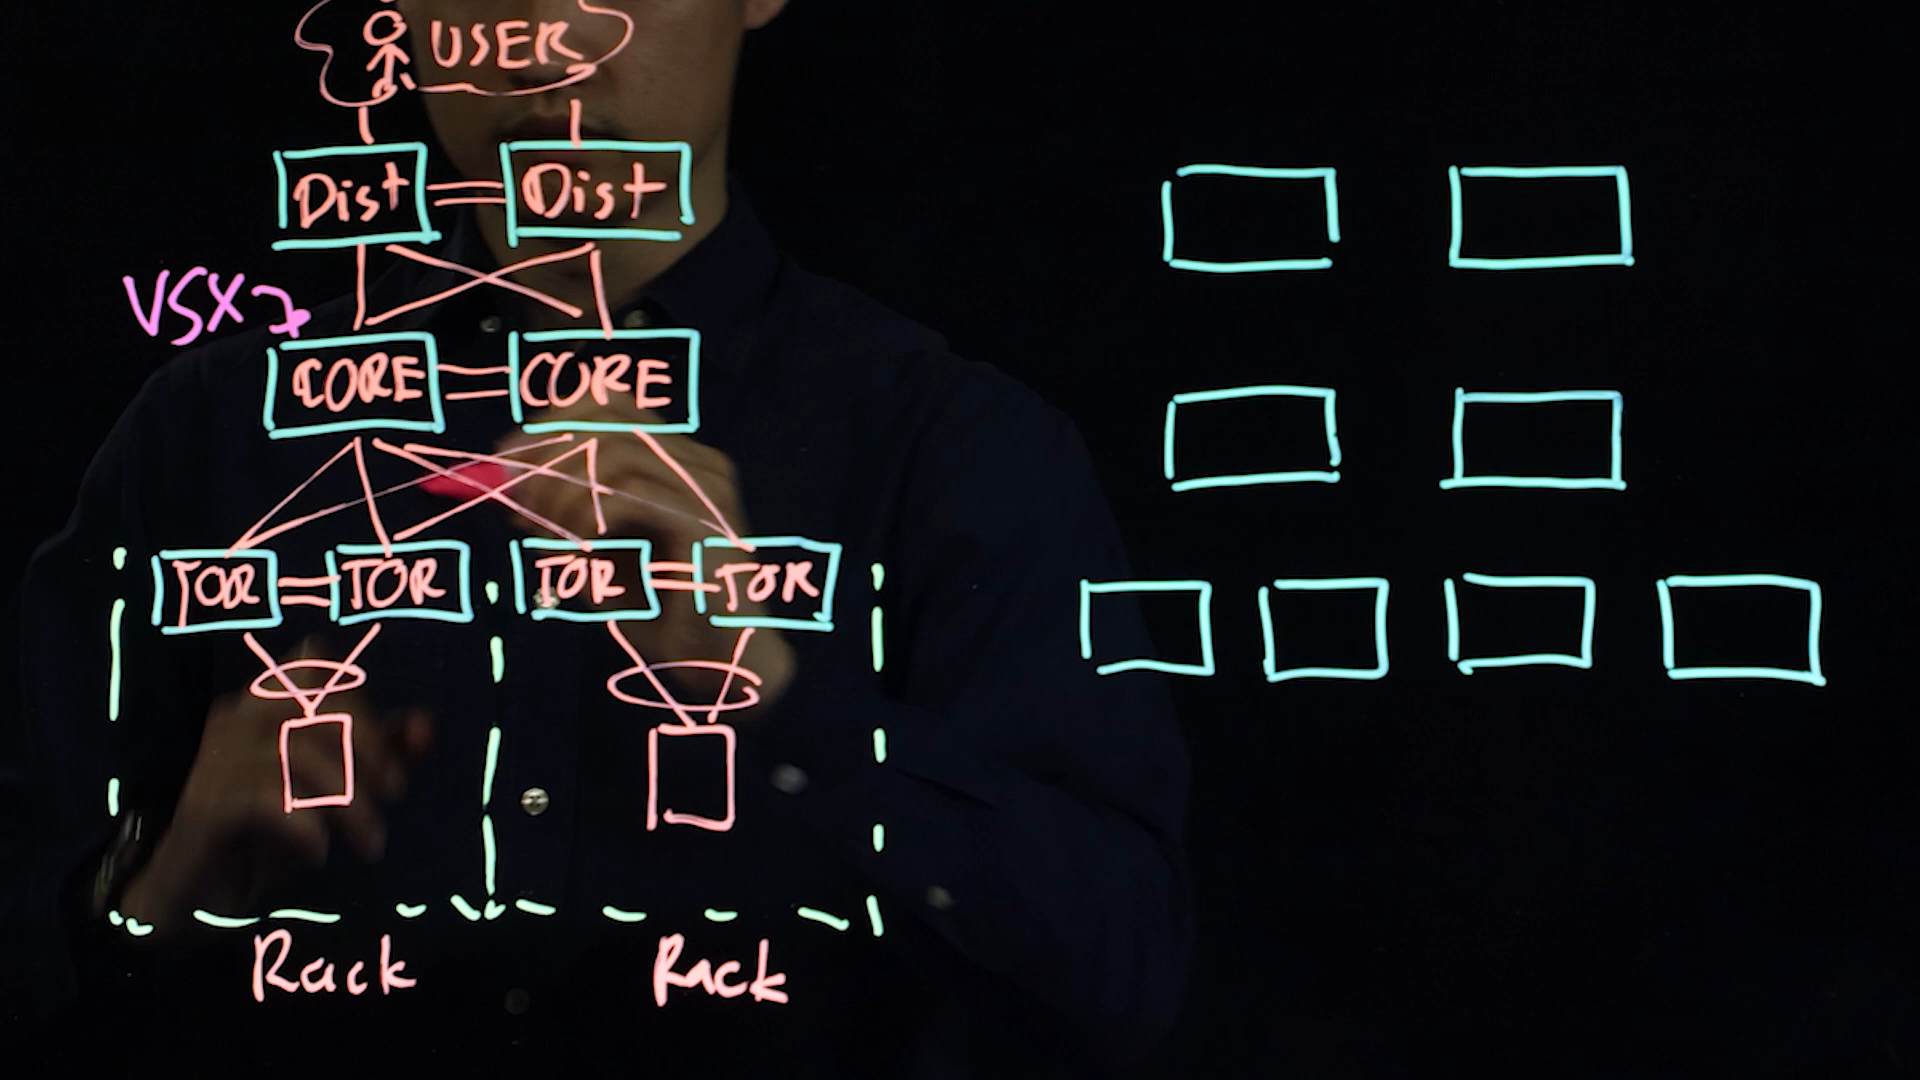 USER
Dist Dist
VSX
CORE CORE
TOR TOR TOR TOR
Rack Rack